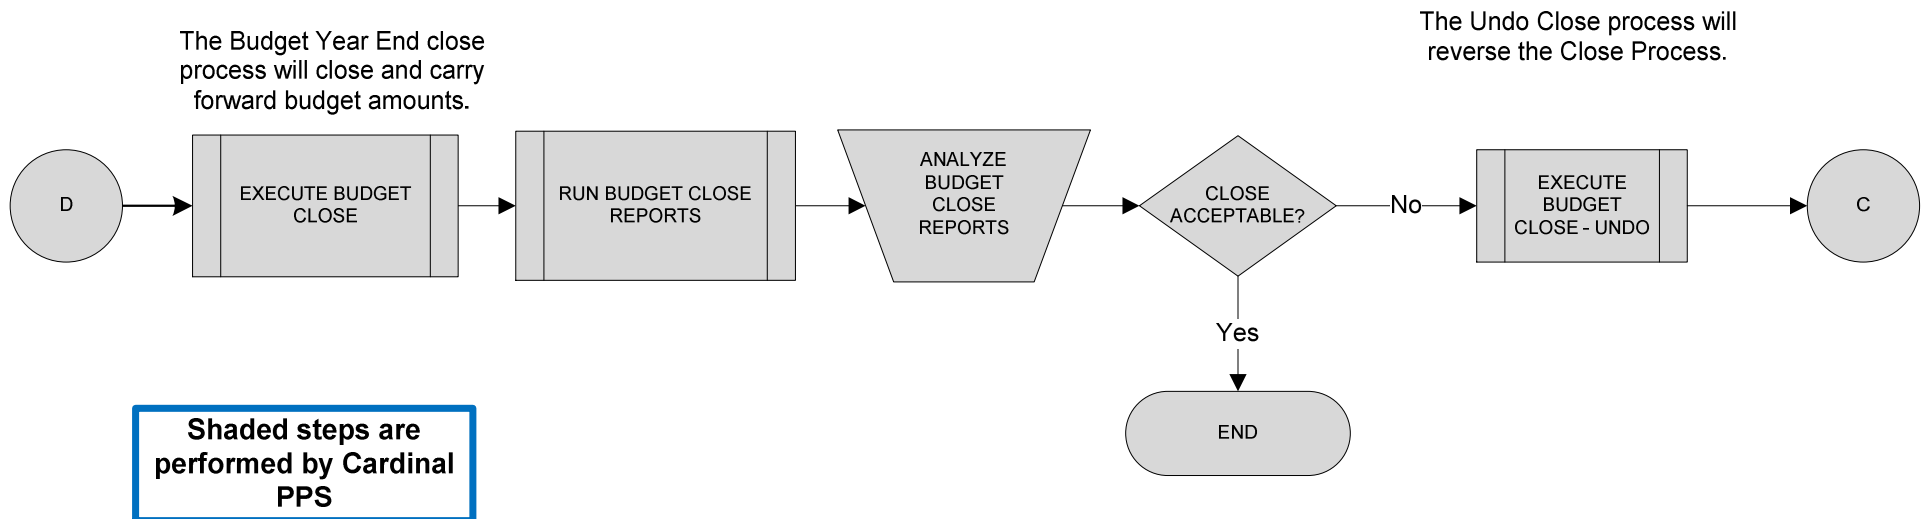 The Budget Year End close
process will close and carry
forward budget amounts.
The Undo Close process will
reverse the Close Process.
D
EXECUTE BUDGET
CLOSE
RUN BUDGET CLOSE
REPORTS
ANALYZE
BUDGET
CLOSE
REPORTS
CLOSE
ACCEPTABLE?
No
EXECUTE
BUDGET
CLOSE - UNDO
C
Yes
END
Shaded steps are
performed by Cardinal
PPS